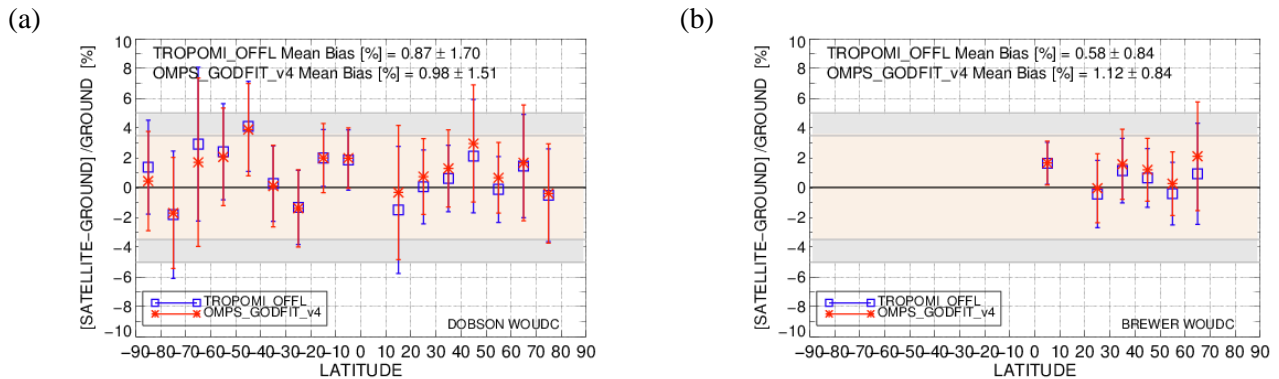 (a)
10
8
6
4
2
0
-2
-4
-6
-8
-10
[SATELLITE-GROUND] /GROUND [%]
TROPOMI_OFFL Mean Bias [%] = 0.87 ± 1.70
OMPS_GODFIT_v4 Mean Bias [%] = 0.98 ± 1.51
TROPOMI_OFFL
OMPS_GODFIT_v4
DOBSON WOUDC
-90-80-70-60-50-40-30-20-10 0 10 20 30 40 50 60 70 80 90
LATITUDE
(b)
10
8
6
4
2
0
-2
-4
-6
-8
-10
[SATELLITE-GROUND] /GROUND [%]
TROPOMI_OFFL Mean Bias [%] = 0.58 ± 0.84
OMPS_GODFIT_v4 Mean Bias [%] = 1.12 ± 0.84
TROPOMI_OFFL
OMPS_GODFIT_v4
BREWER WOUDC
-90-80-70-60-50-40-30-20-10 0 10 20 30 40 50 60 70 80 90
LATITUDE